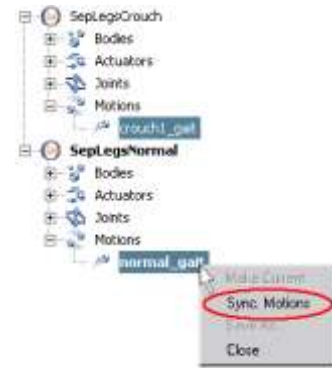 SepLegsCrouch
Bodies
Actuators
Joints
Motions
crouch1_gait
SepLegsNormal
Bodies
Actuators
Joints
Motions
normal_gait
Make Current
Sync. Motions
Save As...
Close